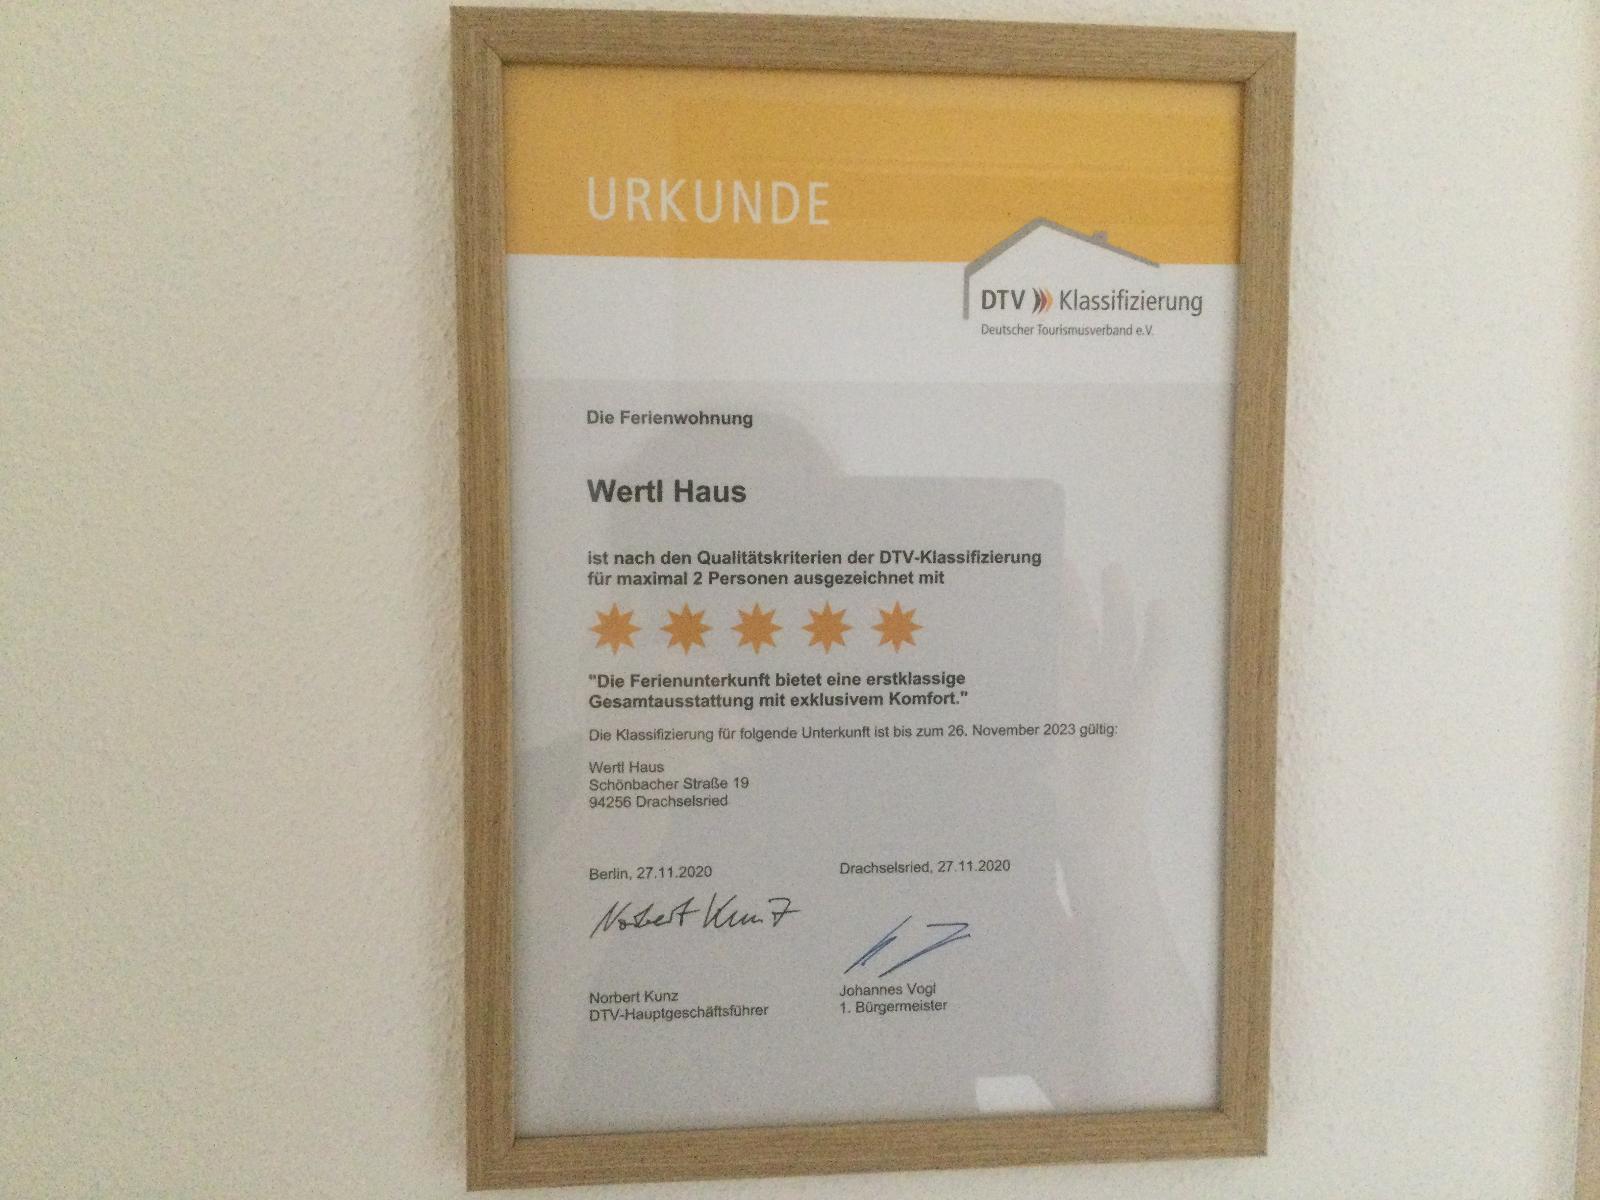 URKUNDE
DTV Klassifizierung
Deutscher Tourismusverband e.V.
Die Ferienwohnung
Wertl Haus
ist nach den Qualitätskriterien der DTV-Klassifizierung
für maximal 2 Personen ausgezeichnet mit
"Die Ferienunterkunft bietet eine erstklassige
Gesamtausstattung mit exklusivem Komfort."
Die Klassifizierung für folgende Unterkunft ist bis zum 26. November 2023 gültig:
Wertl Haus
Schönbacher Straße 19
94256 Drachselsried
Berlin, 27.11.2020
Norbert Kunz
Norbert Kunz
DTV-Hauptgeschäftsführer
Drachselsried, 27.11.2020
Johannes Vogl
1. Bürgermeister